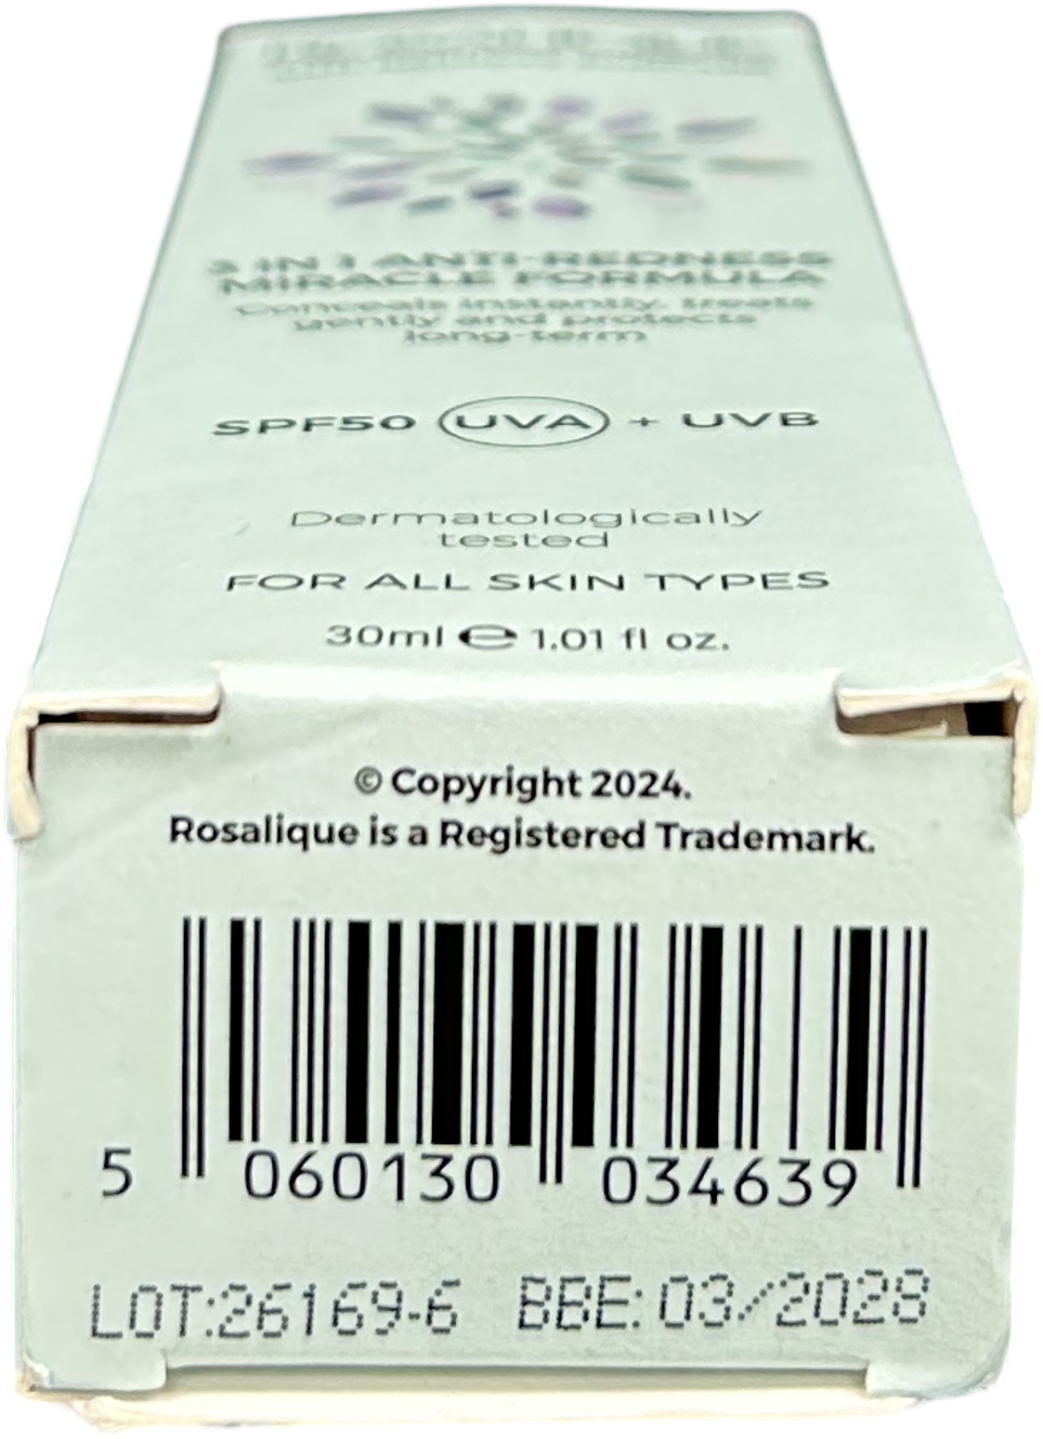 3 IN 1 ANTI-REDNESS
MIRACLE FORMULA
Conceals instantly, treats
gently and protects
long-term
SPF50 UVA + UVB
Dermatologically
tested
FOR ALL SKIN TYPES
30ml ℮ 1.01 fl oz.
© Copyright 2024.
Rosalique is a Registered Trademark.
5 060130 034639
LOT:26169-6 BBE: 03/2028